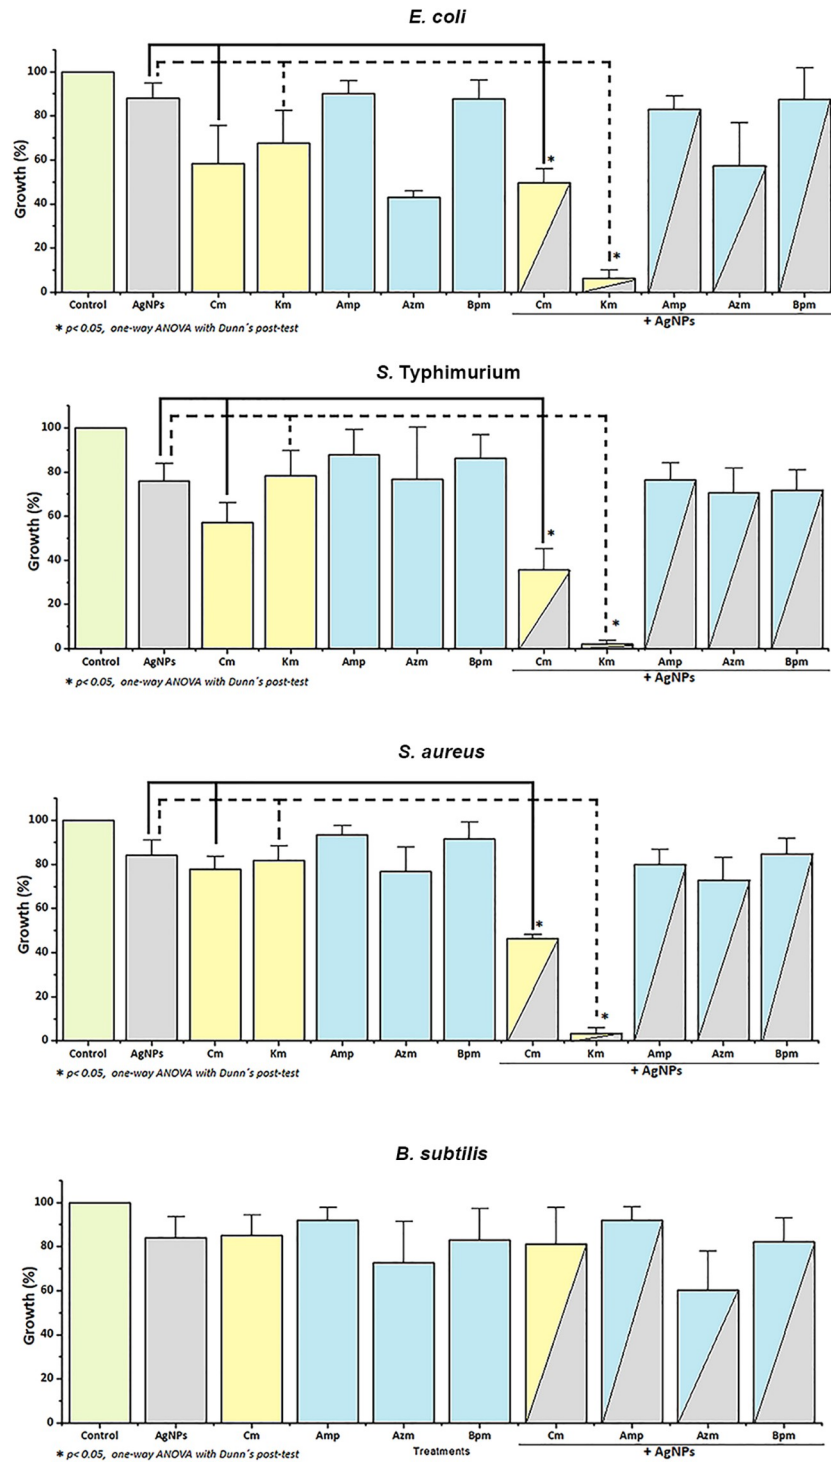 E. coli
Growth (%)
100
80
60
40
20
0
Control AgNPs Cm Km Amp Azm Bpm Cm Km Amp Azm Bpm
* *
+ AgNPs
* p< 0.05, one-way ANOVA with Dunn´s post-test
S. Typhimurium
Growth (%)
100
80
60
40
20
0
Control AgNPs Cm Km Amp Azm Bpm Cm Km Amp Azm Bpm
* *
+ AgNPs
* p< 0.05, one-way ANOVA with Dunn´s post-test
S. aureus
Growth (%)
100
80
60
40
20
0
Control AgNPs Cm Km Amp Azm Bpm Cm Km Amp Azm Bpm
* *
+ AgNPs
* p< 0.05, one-way ANOVA with Dunn´s post-test
B. subtilis
Growth (%)
100
80
60
40
20
0
Control AgNPs Cm Amp Azm Bpm Cm Amp Azm Bpm
Treatments
+ AgNPs
* p< 0.05, one-way ANOVA with Dunn´s post-test